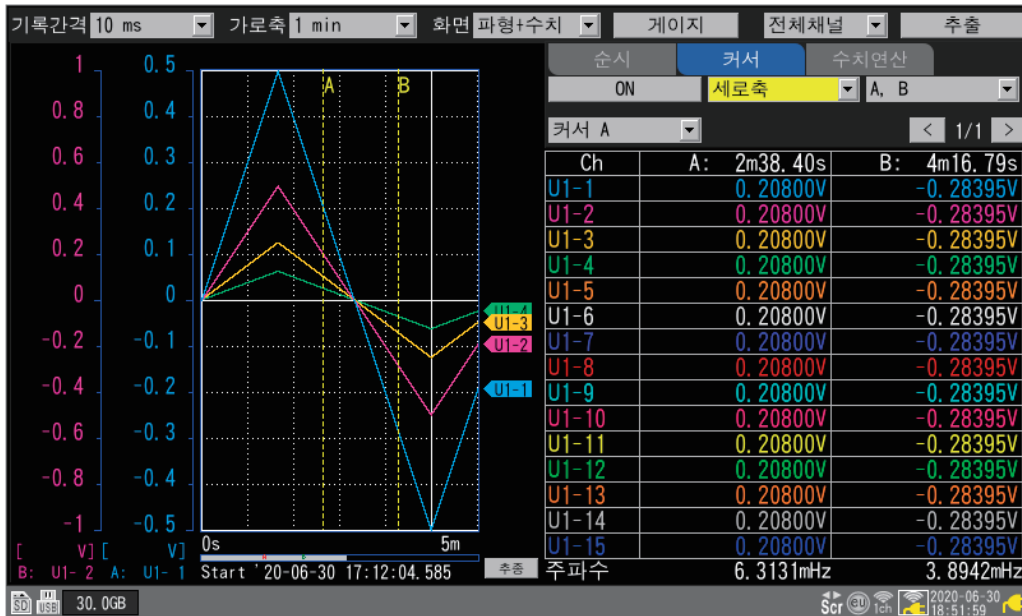 기록간격 10 ms 가로축 1 min 화면 파형+수치 게이지 전체채널 추출
순시 커서 수치연산
ON 세로축 A, B
커서 A < 1/1 >
Ch A: 2m38.40s B: 4m16.79s
U1-1 0.20800V -0.28395V
U1-2 0.20800V -0.28395V
U1-3 0.20800V -0.28395V
U1-4 0.20800V -0.28395V
U1-5 0.20800V -0.28395V
U1-6 0.20800V -0.28395V
U1-7 0.20800V -0.28395V
U1-8 0.20800V -0.28395V
U1-9 0.20800V -0.28395V
U1-10 0.20800V -0.28395V
U1-11 0.20800V -0.28395V
U1-12 0.20800V -0.28395V
U1-13 0.20800V -0.28395V
U1-14 0.20800V -0.28395V
U1-15 0.20800V -0.28395V
주파수 6.3131mHz 3.8942mHz
1 0.5
0.8 0.4
0.6 0.3
0.4 0.2
0.2 0.1
0 0
-0.2 -0.1
-0.4 -0.2
-0.6 -0.3
-0.8 -0.4
-1 -0.5
A B
U1-4
U1-3
U1-2
U1-1
0s 5m
[ V] [ V]
B: U1- 2 A: U1- 1 Start '20-06-30 17:12:04.585 추종
SD USB 30.0GB Scr eU 1ch 2020-06-30
18:51:59